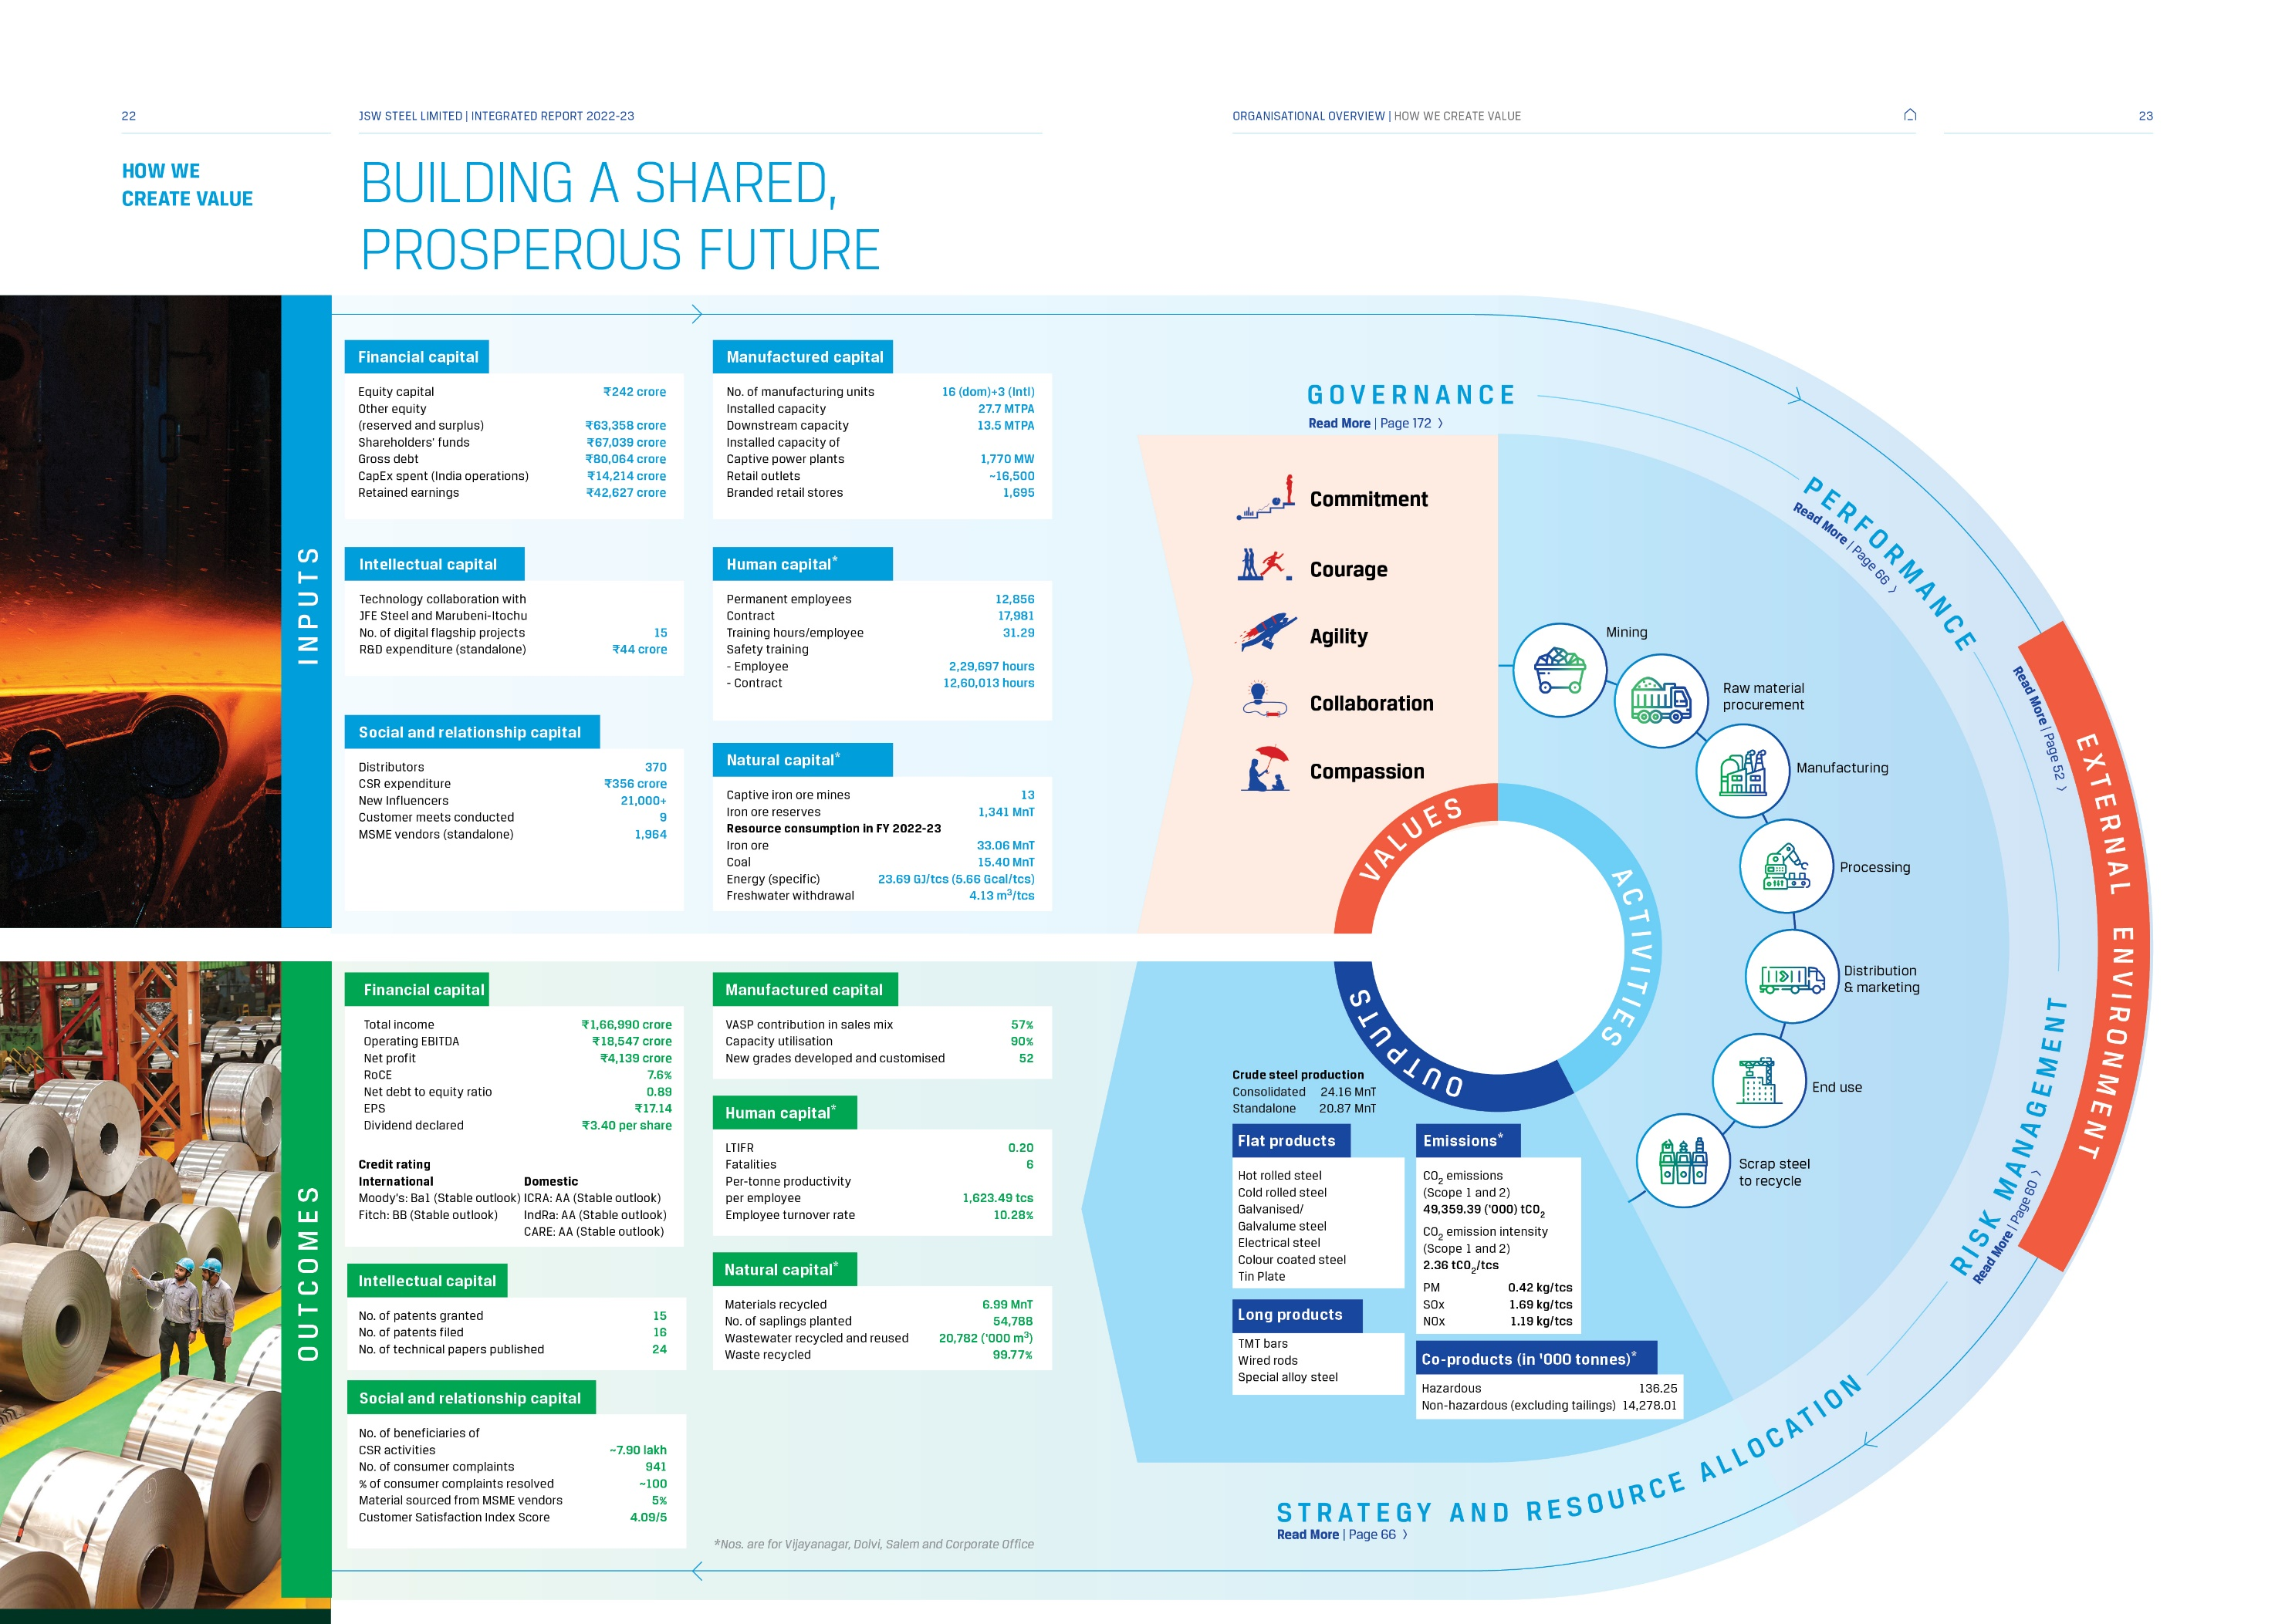 22
JSW STEEL LIMITED | INTEGRATED REPORT 2022-23
ORGANISATIONAL OVERVIEW | HOW WE CREATE VALUE
23
HOW WE
CREATE VALUE
BUILDING A SHARED,
PROSPEROUS FUTURE
INPUTS
Financial capital
Equity capital ₹242 crore
Other equity
(reserved and surplus) ₹63,358 crore
Shareholders' funds ₹67,039 crore
Gross debt ₹80,064 crore
CapEx spent (India operations) ₹14,214 crore
Retained earnings ₹42,627 crore
Manufactured capital
No. of manufacturing units 16 (dom)+3 (Intl)
Installed capacity 27.7 MTPA
Downstream capacity 13.5 MTPA
Installed capacity of
Captive power plants 1,770 MW
Retail outlets ~16,500
Branded retail stores 1,695
Intellectual capital
Technology collaboration with
JFE Steel and Marubeni-Itochu
No. of digital flagship projects 15
R&D expenditure (standalone) ₹44 crore
Human capital*
Permanent employees 12,856
Contract 17,981
Training hours/employee 31.29
Safety training
- Employee 2,29,697 hours
- Contract 12,60,013 hours
Social and relationship capital
Distributors 370
CSR expenditure ₹356 crore
New Influencers 21,000+
Customer meets conducted 9
MSME vendors (standalone) 1,964
Natural capital*
Captive iron ore mines 13
Iron ore reserves 1,341 MnT
Resource consumption in FY 2022-23
Iron ore 33.06 MnT
Coal 15.40 MnT
Energy (specific) 23.69 GJ/tcs (5.66 Gcal/tcs)
Freshwater withdrawal 4.13 m³/tcs
GOVERNANCE
Read More | Page 172 〉
Commitment
Courage
Agility
Collaboration
Compassion
VALUES
ACTIVITIES
OUTPUTS
PERFORMANCE
Read More | Page 66 〉
Mining
Raw material
procurement
Manufacturing
Processing
Distribution
& marketing
End use
Scrap steel
to recycle
EXTERNAL ENVIRONMENT
Read More | Page 52 〉
RISK MANAGEMENT
Read More | Page 60 〉
STRATEGY AND RESOURCE ALLOCATION
Read More | Page 66 〉
OUTCOMES
Financial capital
Total income ₹1,66,990 crore
Operating EBITDA ₹18,547 crore
Net profit ₹4,139 crore
RoCE 7.6%
Net debt to equity ratio 0.89
EPS ₹17.14
Dividend declared ₹3.40 per share
Credit rating
International Domestic
Moody's: Ba1 (Stable outlook) ICRA: AA (Stable outlook)
Fitch: BB (Stable outlook) IndRa: AA (Stable outlook)
CARE: AA (Stable outlook)
Manufactured capital
VASP contribution in sales mix 57%
Capacity utilisation 90%
New grades developed and customised 52
Human capital*
LTIFR 0.20
Fatalities 6
Per-tonne productivity
per employee 1,623.49 tcs
Employee turnover rate 10.28%
Intellectual capital
No. of patents granted 15
No. of patents filed 16
No. of technical papers published 24
Natural capital*
Materials recycled 6.99 MnT
No. of saplings planted 54,788
Wastewater recycled and reused 20,782 ('000 m³)
Waste recycled 99.77%
Social and relationship capital
No. of beneficiaries of
CSR activities ~7.90 lakh
No. of consumer complaints 941
% of consumer complaints resolved ~100
Material sourced from MSME vendors 5%
Customer Satisfaction Index Score 4.09/5
*Nos. are for Vijayanagar, Dolvi, Salem and Corporate Office
Crude steel production
Consolidated 24.16 MnT
Standalone 20.87 MnT
Flat products
Hot rolled steel
Cold rolled steel
Galvanised/
Galvalume steel
Electrical steel
Colour coated steel
Tin Plate
Long products
TMT bars
Wired rods
Special alloy steel
Emissions*
CO₂ emissions
(Scope 1 and 2)
49,359.39 ('000) tCO₂
CO₂ emission intensity
(Scope 1 and 2)
2.36 tCO₂/tcs
PM 0.42 kg/tcs
SOx 1.69 kg/tcs
NOx 1.19 kg/tcs
Co-products (in '000 tonnes)*
Hazardous 136.25
Non-hazardous (excluding tailings) 14,278.01